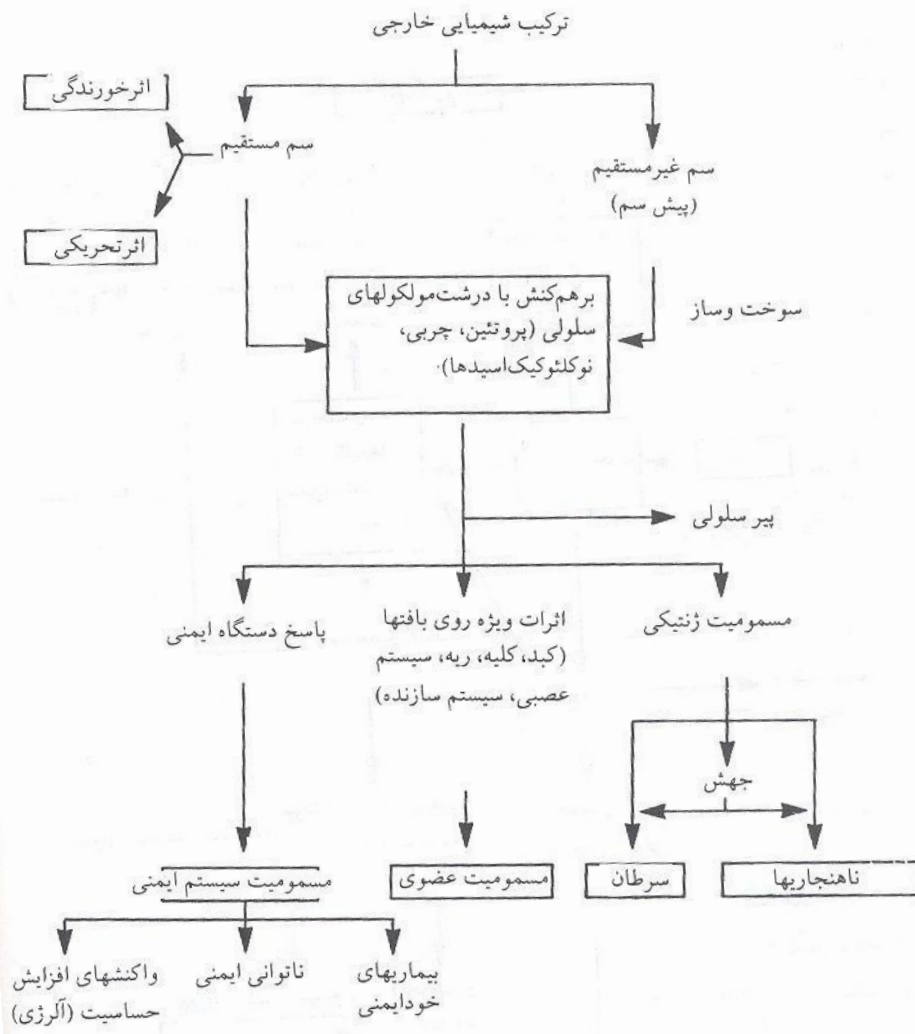 ترکیب شیمیایی خارجی
اثرخورندگی
سم مستقیم
سم غیرمستقیم
(پیش سم)
اثرتحریکی
برهم‌کنش با درشت‌مولکولهای
سلولی (پروتئین، چربی،
نوکلئوکیک‌اسیدها)
سوخت وساز
پیر سلولی
مسمومیت ژنتیکی
اثرات ویژه روی بافتها
(کبد، کلیه، ریه، سیستم
عصبی، سیستم سازنده)
پاسخ دستگاه ایمنی
جهش
ناهنجاریها
سرطان
مسمومیت عضوی
مسمومیت سیستم ایمنی
بیماریهای
خودایمنی
ناتوانی ایمنی
واکنشهای افزایش
حساسیت (آلرژی)